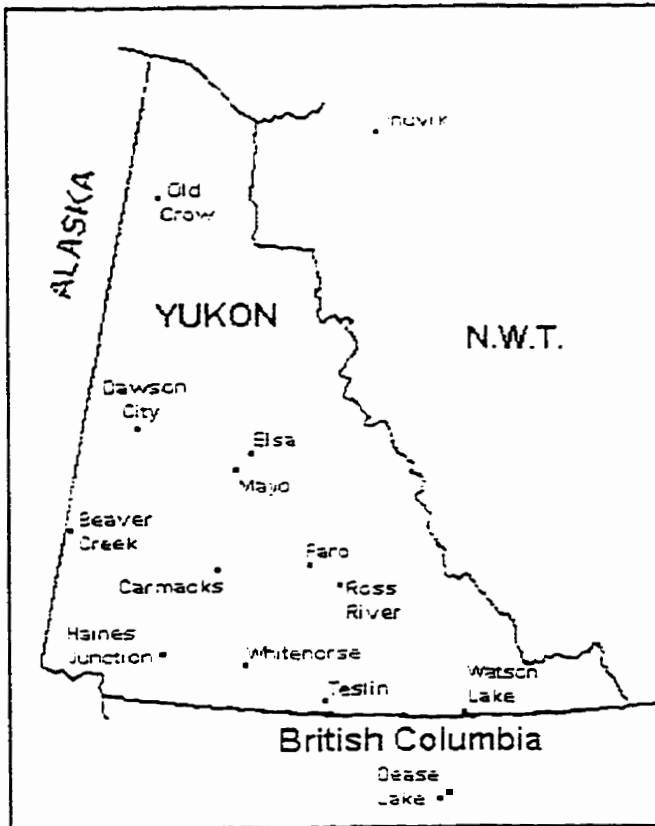 Inuvik
Old
Crow
ALASKA
YUKON
N.W.T.
Dawson
City
Elsa
Mayo
Beaver
Creek
Faro
Carmacks
Ross
River
Haines
Junction
Whitehorse
Watson
Lake
Teslin
British Columbia
Dease
Lake